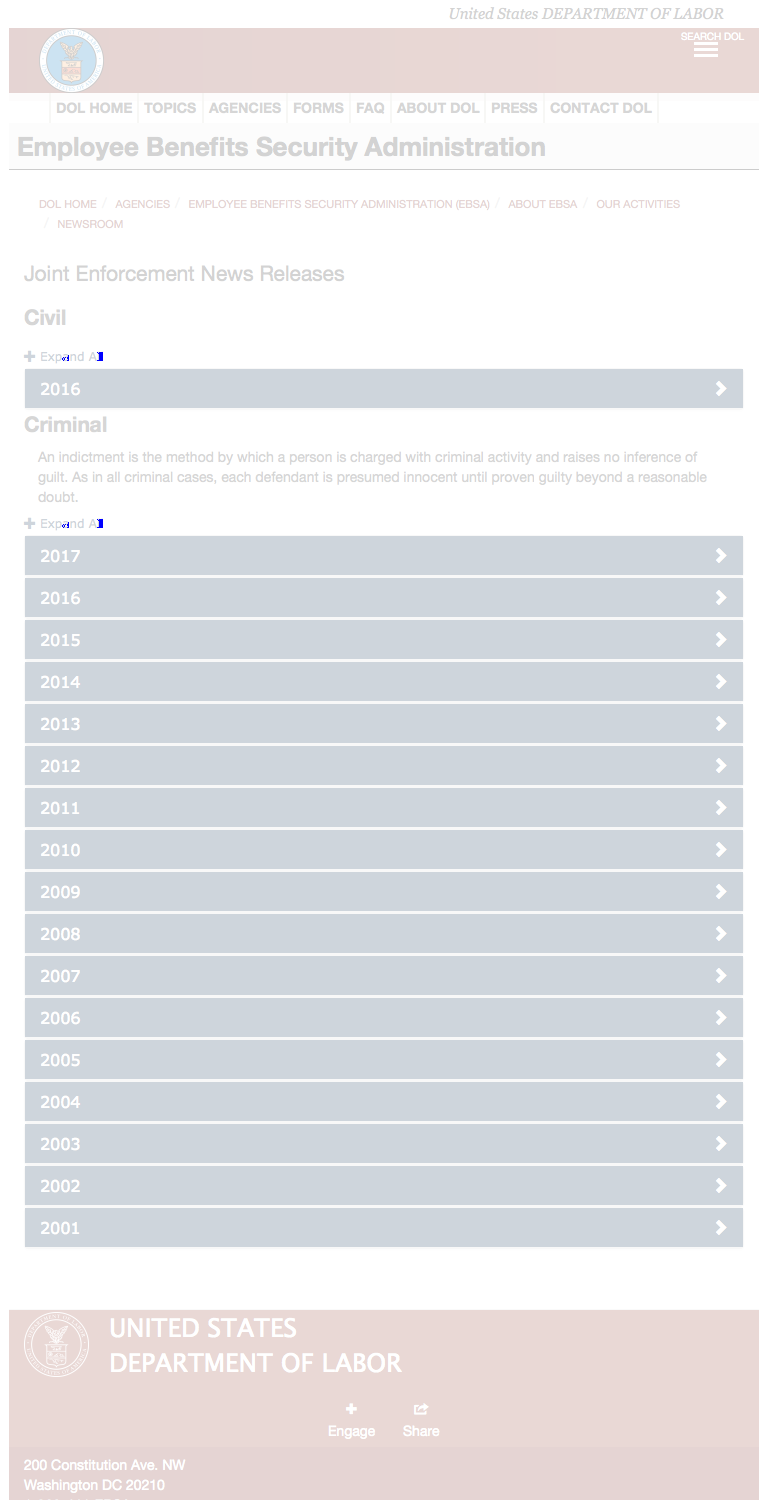 United States DEPARTMENT OF LABOR
SEARCH DOL
DOL HOME TOPICS AGENCIES FORMS FAQ ABOUT DOL PRESS CONTACT DOL
Employee Benefits Security Administration
DOL HOME / AGENCIES / EMPLOYEE BENEFITS SECURITY ADMINISTRATION (EBSA) / ABOUT EBSA / OUR ACTIVITIES
/ NEWSROOM
Joint Enforcement News Releases
Civil
Expand
2016
Criminal
An indictment is the method by which a person is charged with criminal activity and raises no inference of
guilt. As in all criminal cases, each defendant is presumed innocent until proven guilty beyond a reasonable
doubt.
Expand
2017
2016
2015
2014
2013
2012
2011
2010
2009
2008
2007
2006
2005
2004
2003
2002
2001
UNITED STATES
DEPARTMENT OF LABOR
Engage Share
200 Constitution Ave. NW
Washington DC 20210